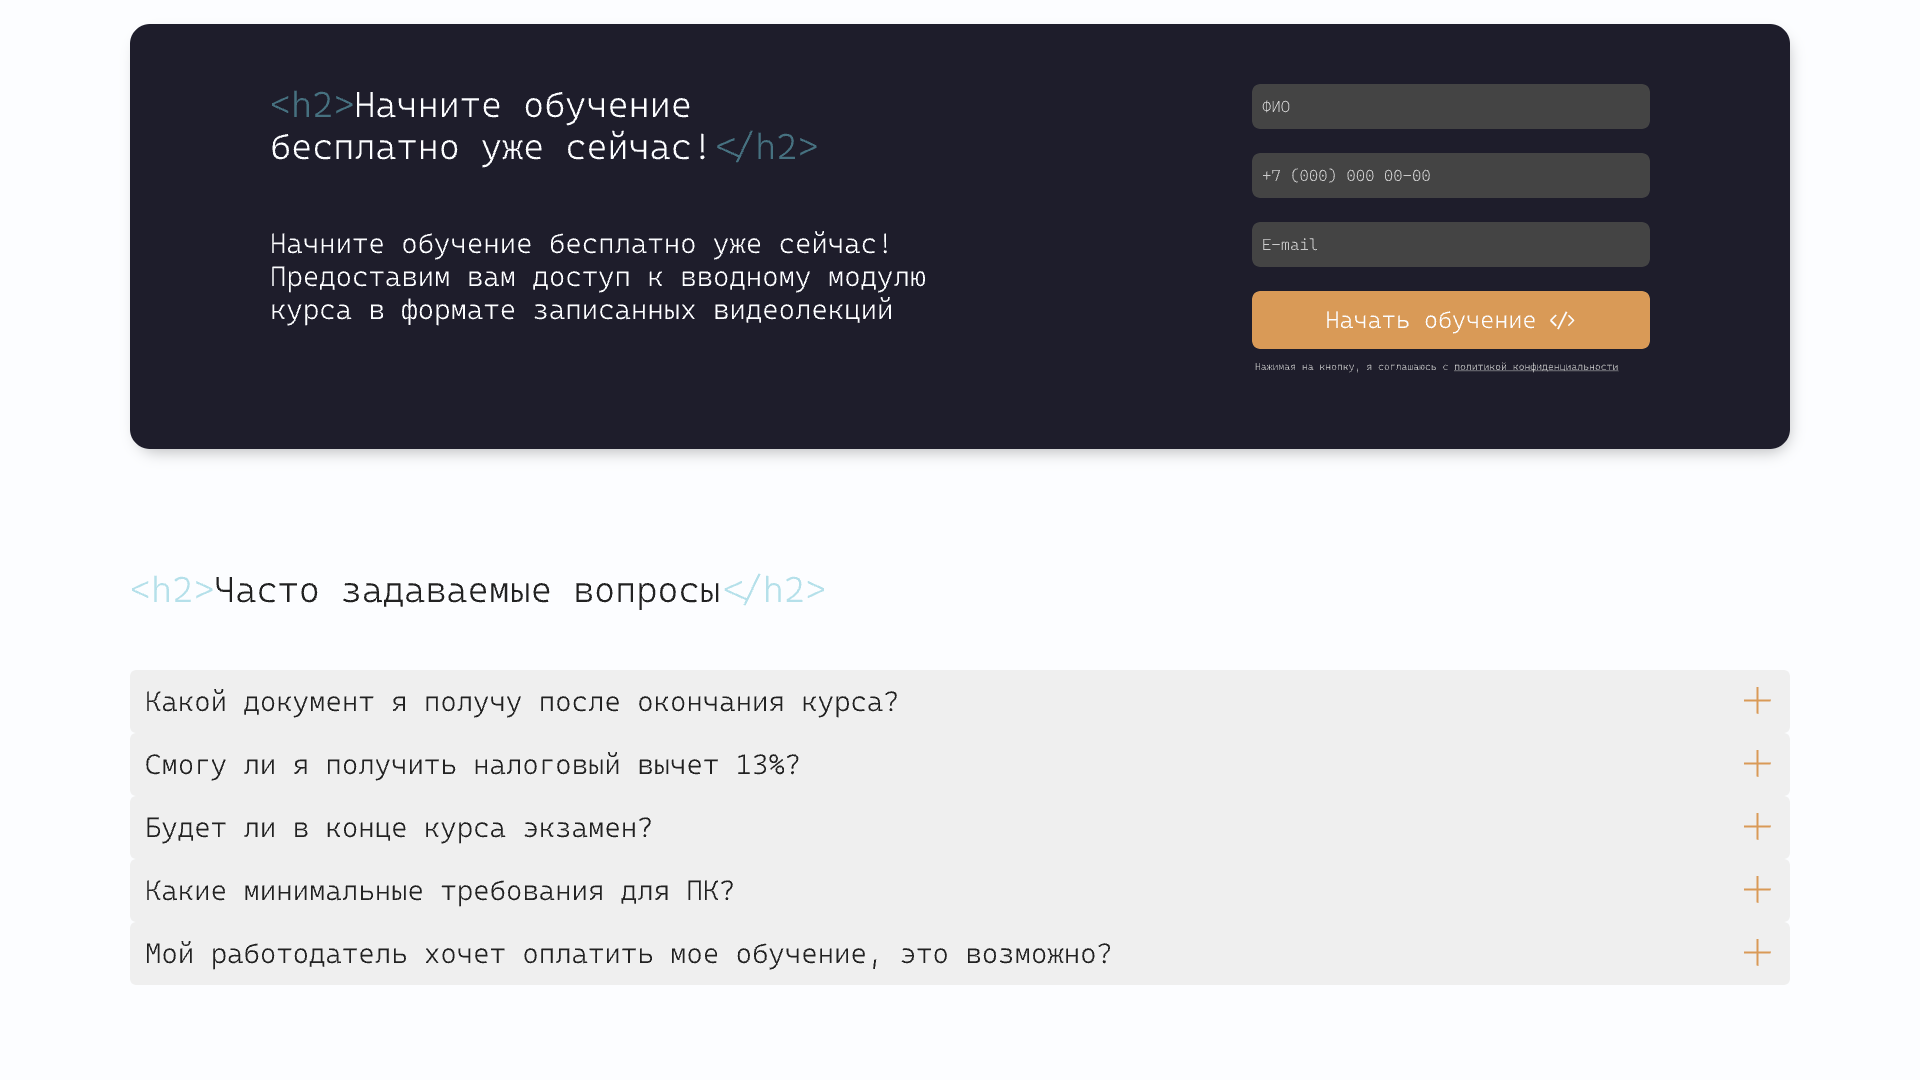 <h2>Начните обучение
бесплатно уже сейчас!</h2>
Начните обучение бесплатно уже сейчас!
Предоставим вам доступ к вводному модулю
курса в формате записанных видеолекций
ФИО
+7 (000) 000 00-00
E-mail
Начать обучение </>
Нажимая на кнопку, я соглашаюсь с политикой конфиденциальности
<h2>Часто задаваемые вопросы</h2>
Какой документ я получу после окончания курса?
Смогу ли я получить налоговый вычет 13%?
Будет ли в конце курса экзамен?
Какие минимальные требования для ПК?
Мой работодатель хочет оплатить мое обучение, это возможно?